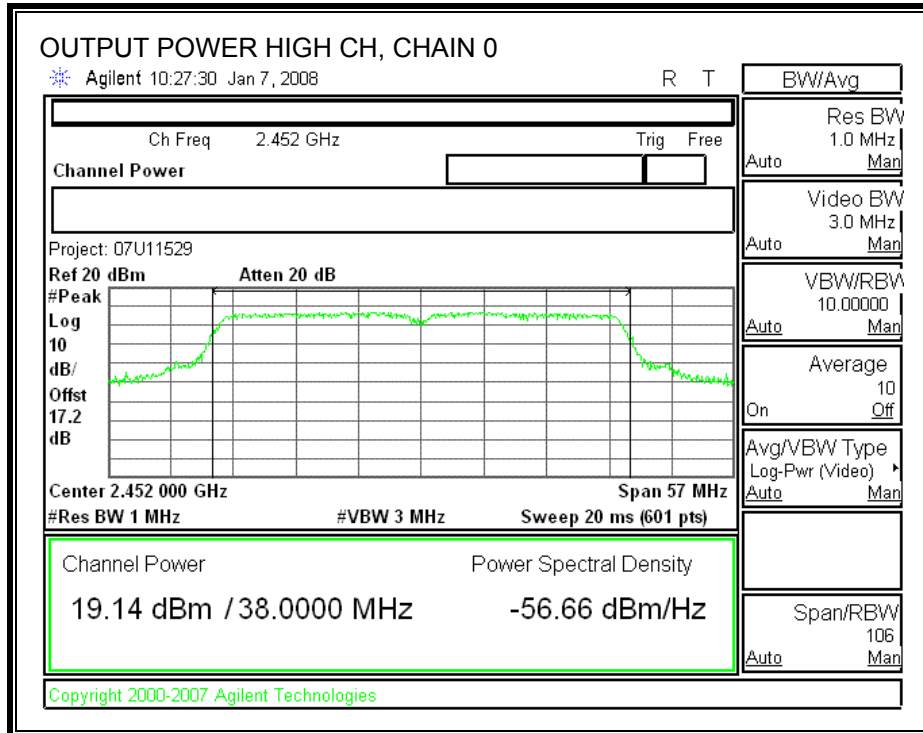 OUTPUT POWER HIGH CH, CHAIN 0
Agilent 10:27:30 Jan 7, 2008 R T
BW/Avg
Ch Freq 2.452 GHz Trig Free
Channel Power
Project: 07U11529
Ref 20 dBm Atten 20 dB
#Peak
Log
10
dB/
Offst
17.2
dB
Center 2.452 000 GHz Span 57 MHz
#Res BW 1 MHz #VBW 3 MHz Sweep 20 ms (601 pts)
Channel Power Power Spectral Density
19.14 dBm / 38.0000 MHz -56.66 dBm/Hz
Res BW
1.0 MHz
Auto Man
Video BW
3.0 MHz
Auto Man
VBW/RBW
10.00000
Auto Man
Average
10
On Off
Avg/VBW Type
Log-Pwr (Video)
Auto Man
Span/RBW
106
Auto Man
Copyright 2000-2007 Agilent Technologies